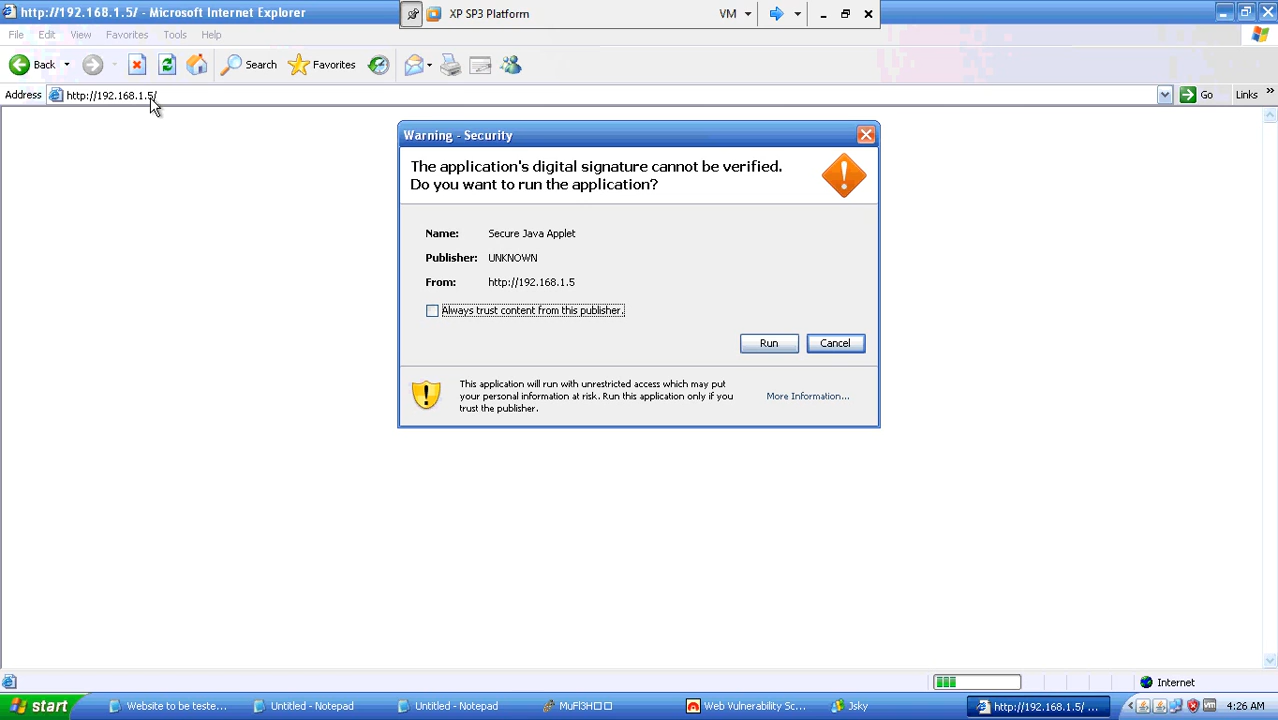 http://192.168.1.5/ - Microsoft Internet Explorer
XP SP3 Platform
VM
File Edit View Favorites Tools Help
Back Search Favorites
Address http://192.168.1.5/ Go Links »
Warning - Security
The application's digital signature cannot be verified.
Do you want to run the application?
Name: Secure Java Applet
Publisher: UNKNOWN
From: http://192.168.1.5
Always trust content from this publisher.
Run Cancel
This application will run with unrestricted access which may put
your personal information at risk. Run this application only if you
trust the publisher.
More Information...
Internet
start Website to be teste... Untitled - Notepad Untitled - Notepad MuFl3H□□ Web Vulnerability Sc... Jsky http://192.168.1.5/ ... 4:26 AM